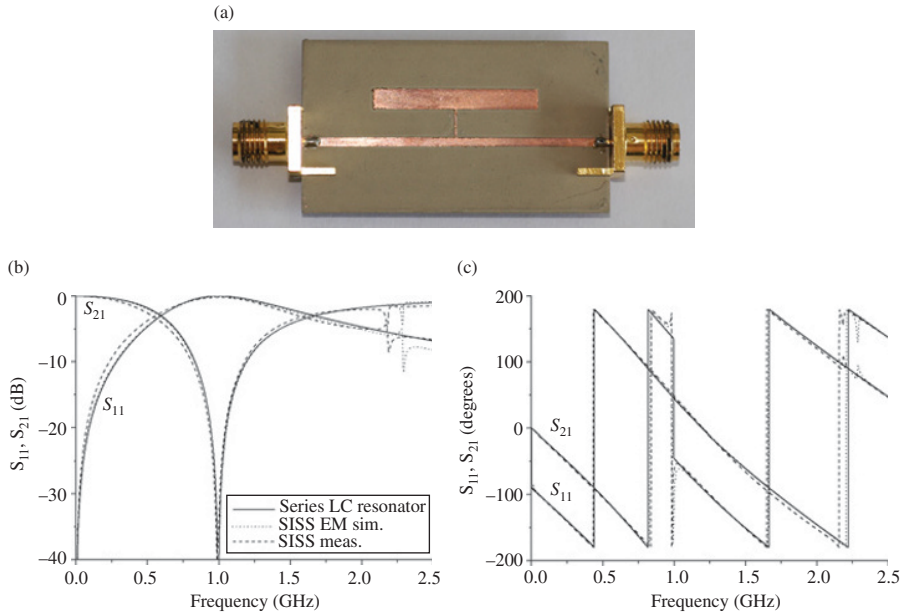 (a)
(b)
0
−10
−20
−30
−40
S11, S21 (dB)
S21
S11
Series LC resonator
SISS EM sim.
SISS meas.
0.0 0.5 1.0 1.5 2.0 2.5
Frequency (GHz)
(c)
200
100
0
−100
−200
S11, S21 (degrees)
S21
S11
0.0 0.5 1.0 1.5 2.0 2.5
Frequency (GHz)